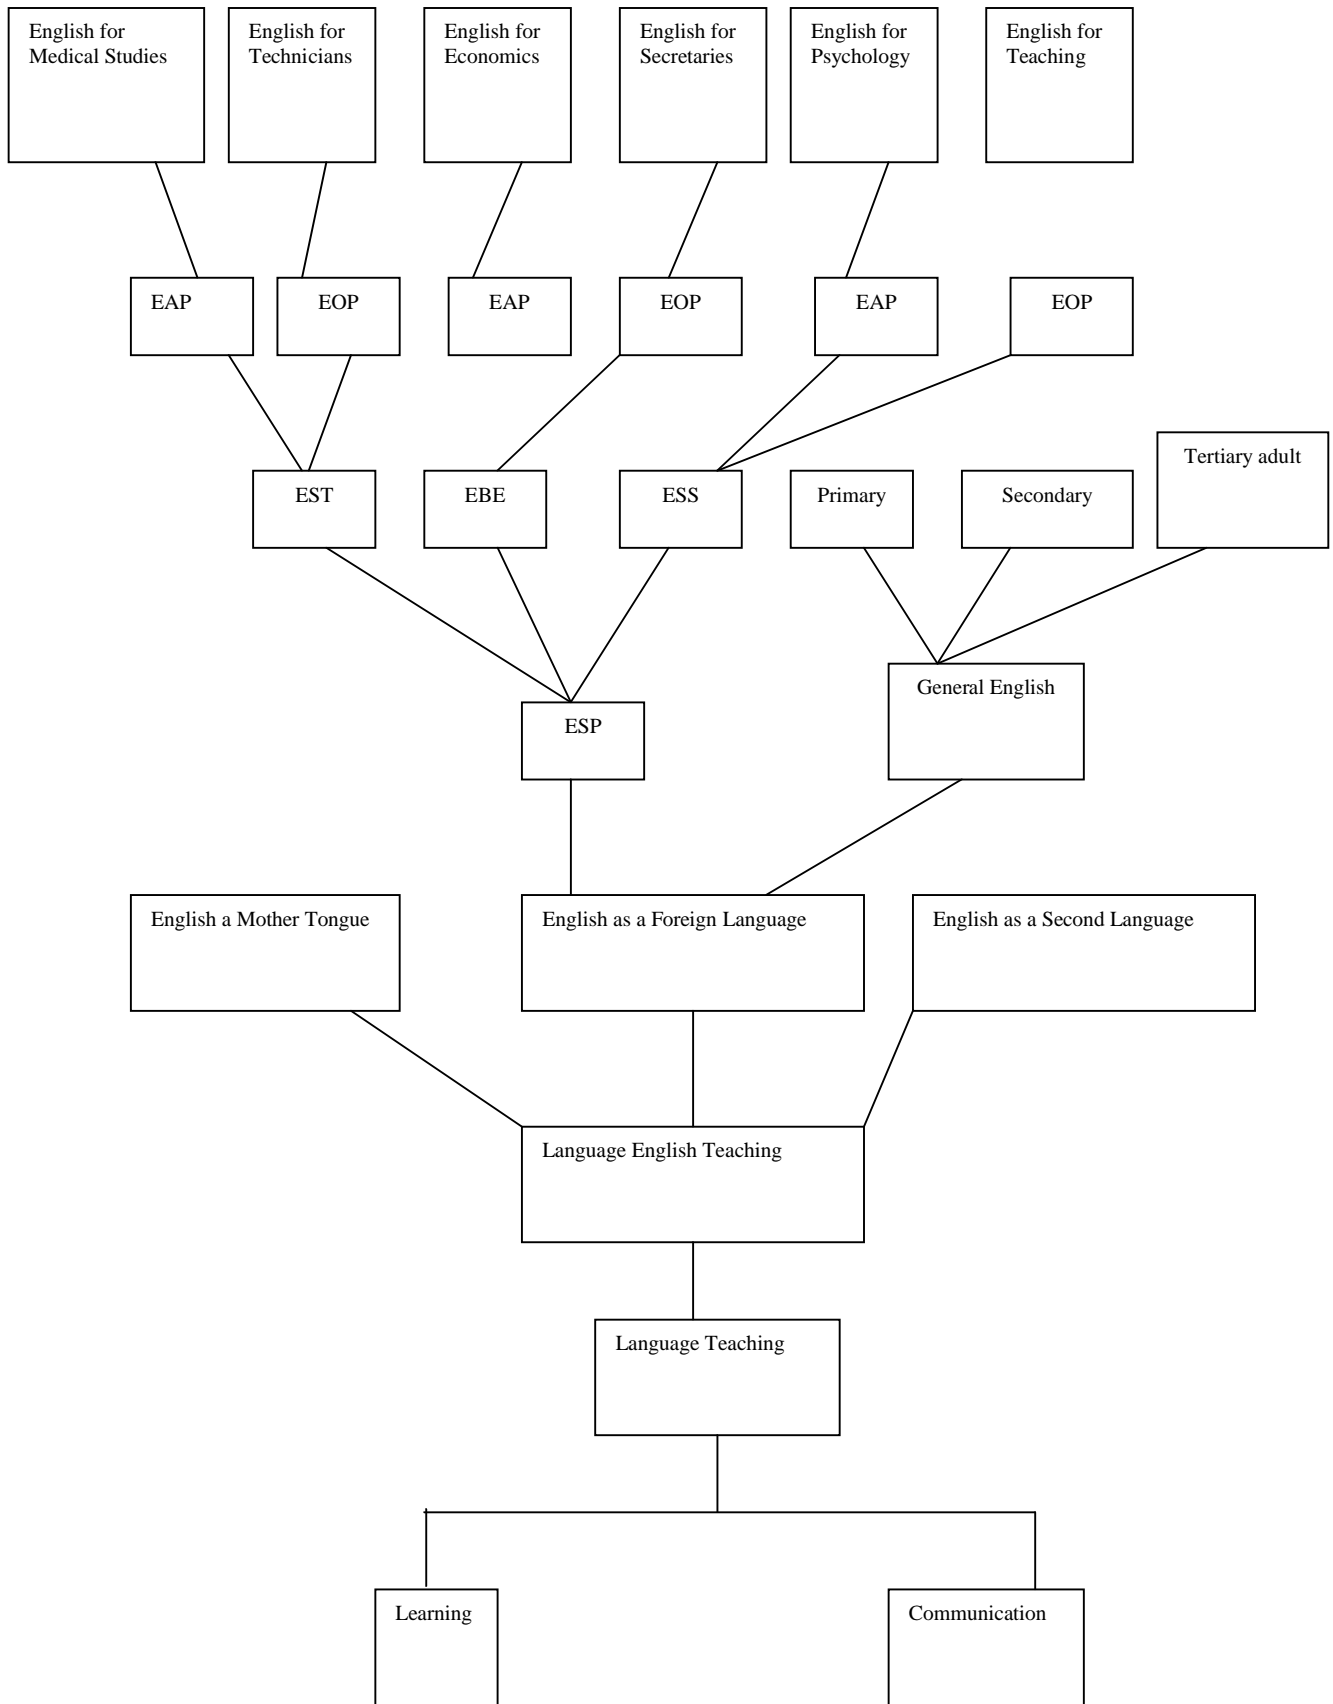 English for
Medical Studies
English for
Technicians
English for
Economics
English for
Secretaries
English for
Psychology
English for
Teaching
EAP
EOP
EAP
EOP
EAP
EOP
EST
EBE
ESS
Primary
Secondary
Tertiary adult
General English
ESP
English a Mother Tongue
English as a Foreign Language
English as a Second Language
Language English Teaching
Language Teaching
Learning
Communication